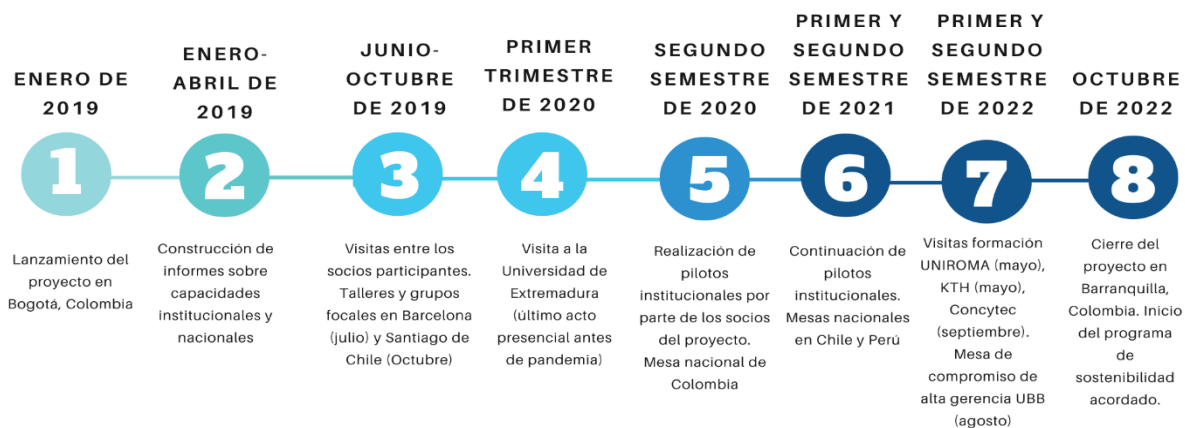 ENERO DE
2019
1
Lanzamiento del
proyecto en
Bogotá, Colombia
ENERO-
ABRIL DE
2019
2
Construcción de
informes sobre
capacidades
institucionales y
nacionales
JUNIO-
OCTUBRE
DE 2019
3
Visitas entre los
socios participantes.
Talleres y grupos
focales en Barcelona
(julio) y Santiago de
Chile (Octubre)
PRIMER
TRIMESTRE
DE 2020
4
Visita a la
Universidad de
Extremadura
(último acto
presencial antes
de pandemia)
SEGUNDO
SEMESTRE
DE 2020
5
Realización de
pilotos
institucionales por
parte de los socios
del proyecto.
Mesa nacional de
Colombia
PRIMER Y
SEGUNDO
SEMESTRE
DE 2021
6
Continuación de
pilotos
institucionales.
Mesas nacionales
en Chile y Perú
PRIMER Y
SEGUNDO
SEMESTRE
DE 2022
7
Visitas formación
UNIROMA (mayo),
KTH (mayo),
Concytec
(septiembre).
Mesa de
compromiso de
alta gerencia UBB
(agosto)
OCTUBRE
DE 2022
8
Cierre del
proyecto en
Barranquilla,
Colombia. Inicio
del programa
de
sostenibilidad
acordado.